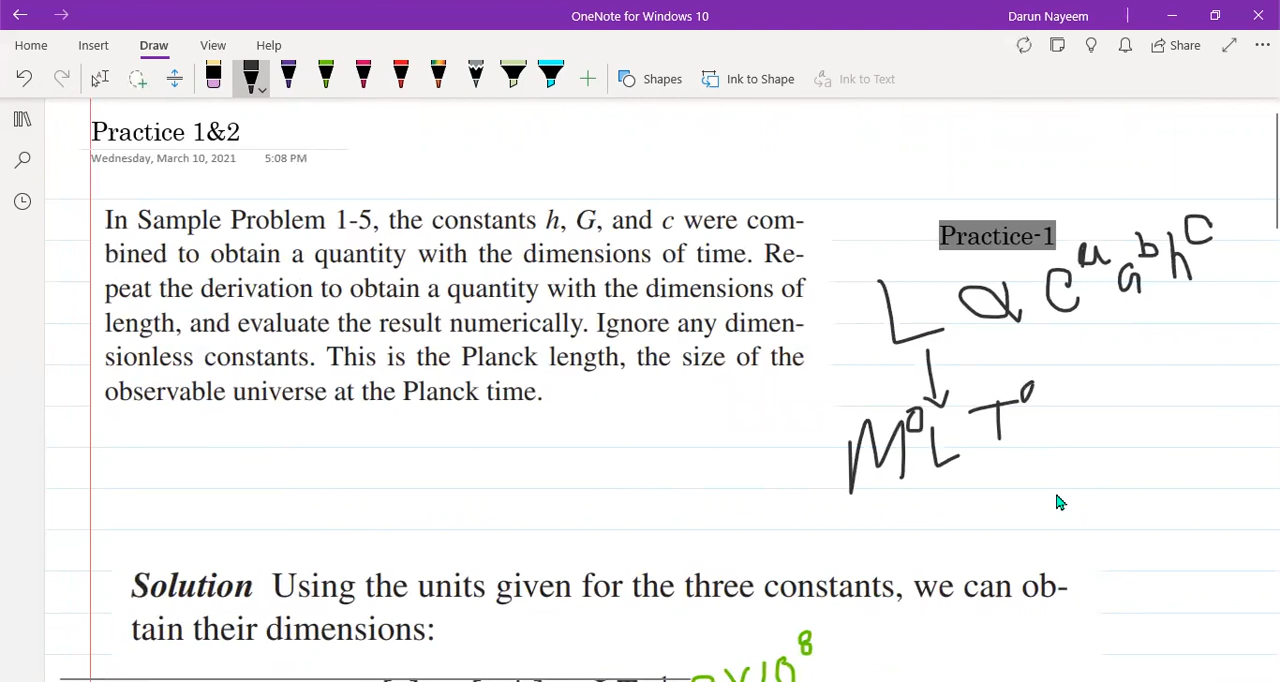 OneNote for Windows 10
Darun Nayeem
Home Insert Draw View Help
Share
Shapes Ink to Shape Ink to Text
Practice 1&2
Wednesday, March 10, 2021 5:08 PM
In Sample Problem 1-5, the constants h, G, and c were com-
bined to obtain a quantity with the dimensions of time. Re-
peat the derivation to obtain a quantity with the dimensions of
length, and evaluate the result numerically. Ignore any dimen-
sionless constants. This is the Planck length, the size of the
observable universe at the Planck time.
Practice-1
L α C^a G^b h^c
M^0 L T^0
Solution Using the units given for the three constants, we can ob-
tain their dimensions: